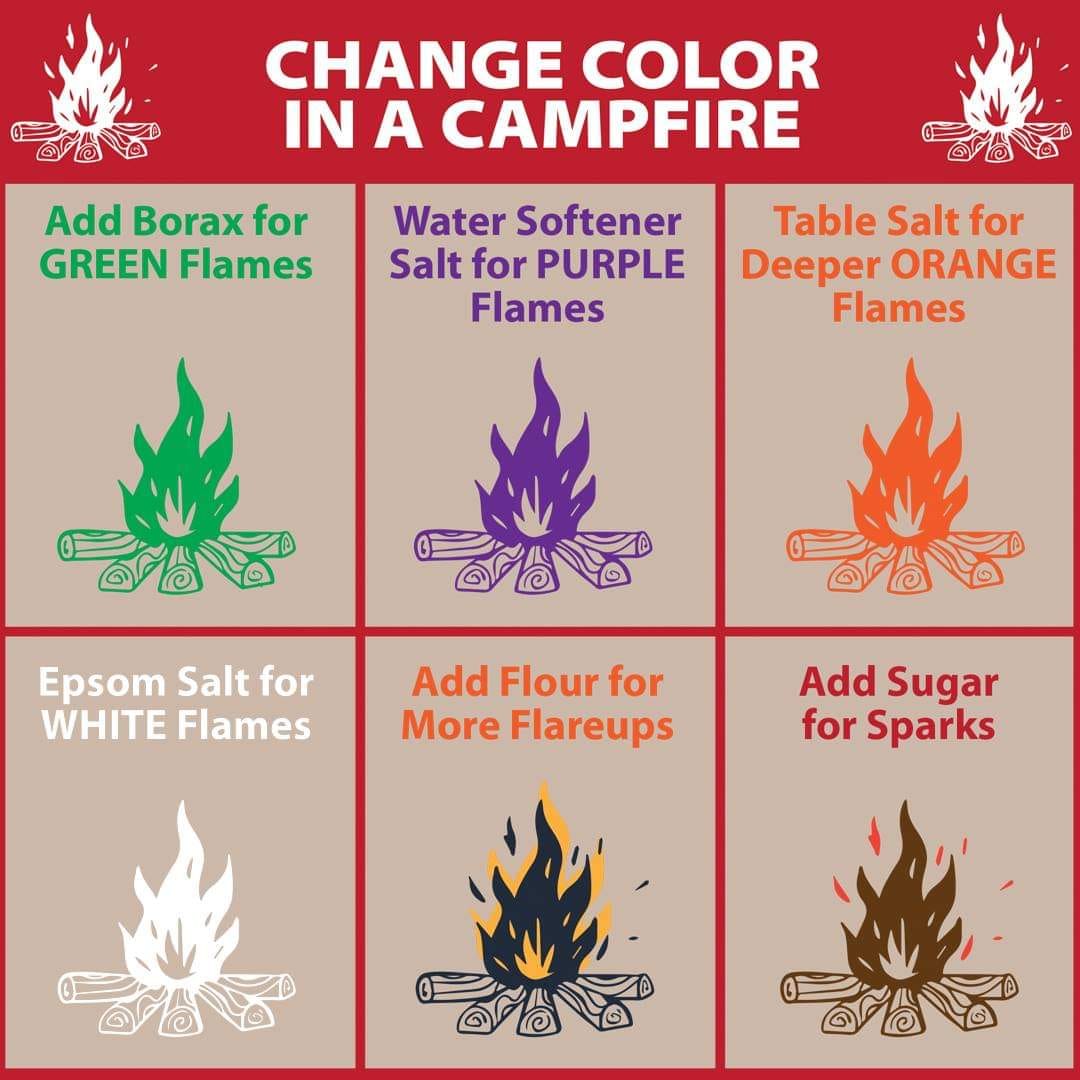 CHANGE COLOR
IN A CAMPFIRE
Add Borax for
GREEN Flames
Water Softener
Salt for PURPLE
Flames
Table Salt for
Deeper ORANGE
Flames
Epsom Salt for
WHITE Flames
Add Flour for
More Flareups
Add Sugar
for Sparks